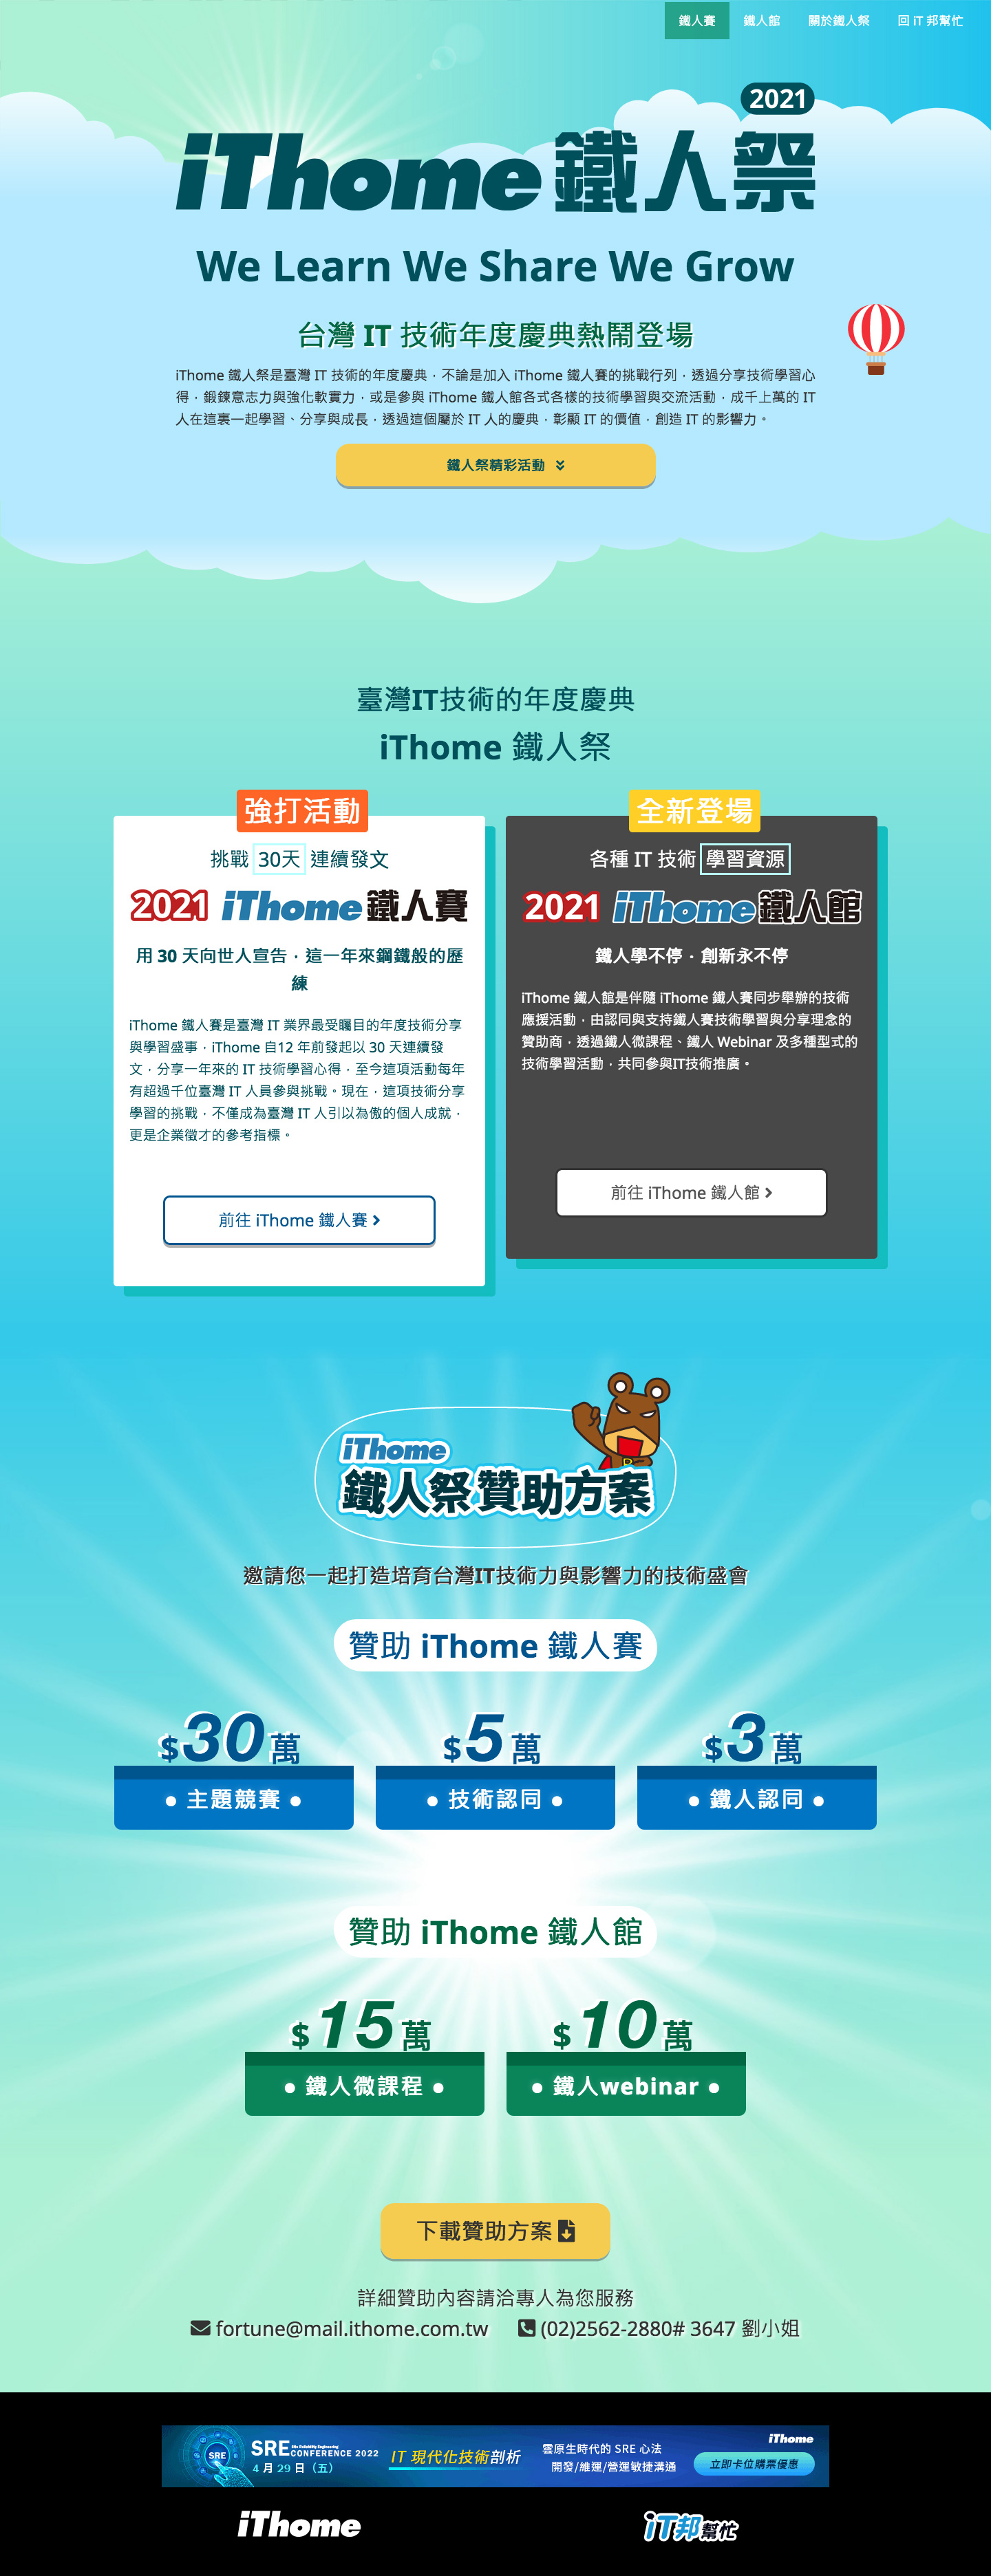 鐵人賽 鐵人館 關於鐵人祭 回 iT 邦幫忙
2021
iThome 鐵人祭
We Learn We Share We Grow
台灣 IT 技術年度慶典熱鬧登場
iThome 鐵人祭是臺灣 IT 技術的年度慶典，不論是加入 iThome 鐵人賽的挑戰行列，透過分享技術學習心
得，鍛鍊意志力與強化軟實力，或是參與 iThome 鐵人館各式各樣的技術學習與交流活動，成千上萬的 IT
人在這裏一起學習、分享與成長，透過這個屬於 IT 人的慶典，彰顯 IT 的價值，創造 IT 的影響力。
鐵人祭精彩活動
臺灣IT技術的年度慶典
iThome 鐵人祭
強打活動
挑戰 30天 連續發文
2021 iThome 鐵人賽
用 30 天向世人宣告，這一年來鋼鐵般的歷
練
iThome 鐵人賽是臺灣 IT 業界最受矚目的年度技術分享
與學習盛事，iThome 自12 年前發起以 30 天連續發
文，分享一年來的 IT 技術學習心得，至今這項活動每年
有超過千位臺灣 IT 人員參與挑戰。現在，這項技術分享
學習的挑戰，不僅成為臺灣 IT 人引以為傲的個人成就，
更是企業徵才的參考指標。
前往 iThome 鐵人賽
全新登場
各種 IT 技術 學習資源
2021 iThome 鐵人館
鐵人學不停，創新永不停
iThome 鐵人館是伴隨 iThome 鐵人賽同步舉辦的技術
應援活動，由認同與支持鐵人賽技術學習與分享理念的
贊助商，透過鐵人微課程、鐵人 Webinar 及多種型式的
技術學習活動，共同參與IT技術推廣。
前往 iThome 鐵人館
iThome
鐵人祭贊助方案
邀請您一起打造培育台灣IT技術力與影響力的技術盛會
贊助 iThome 鐵人賽
$30萬 $5萬 $3萬
● 主題競賽 ● ● 技術認同 ● ● 鐵人認同 ●
贊助 iThome 鐵人館
$15萬 $10萬
● 鐵人微課程 ● ● 鐵人webinar ●
下載贊助方案
詳細贊助內容請洽專人為您服務
fortune@mail.ithome.com.tw (02)2562-2880# 3647 劉小姐
SRE
SRE Site Reliability Engineering
CONFERENCE 2022
4 月 29 日（五）
IT 現代化技術剖析
雲原生時代的 SRE 心法
開發/維運/營運敏捷溝通
iThome
立即卡位購票優惠
iThome iT邦幫忙